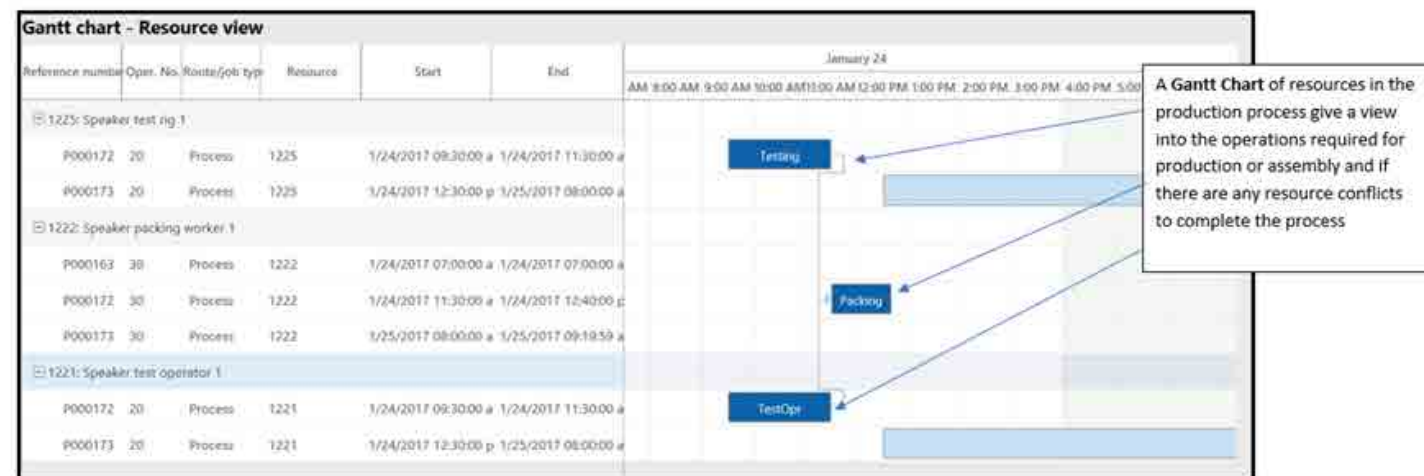 Gantt chart - Resource view
Reference number Oper. No. Route/job type Resource Start End
January 24
AM 8:00 AM 9:00 AM 10:00 AM 11:00 AM 12:00 PM 1:00 PM 2:00 PM 3:00 PM 4:00 PM 5:00
1225: Speaker test rig 1
P000172 20 Process 1225 1/24/2017 09:30:00 a 1/24/2017 11:30:00 a
Testing
P000173 20 Process 1225 1/24/2017 12:30:00 p 1/25/2017 08:00:00 a
1222: Speaker packing worker 1
P000163 30 Process 1222 1/24/2017 07:00:00 a 1/24/2017 07:00:00 a
P000172 30 Process 1222 1/24/2017 11:30:00 a 1/24/2017 12:40:00 p
Packing
P000173 30 Process 1222 1/25/2017 08:00:00 a 1/25/2017 09:19:59 a
1221: Speaker test operator 1
P000172 20 Process 1221 1/24/2017 09:30:00 a 1/24/2017 11:30:00 a
TestOpr
P000173 20 Process 1221 1/24/2017 12:30:00 p 1/25/2017 08:00:00 a
A Gantt Chart of resources in the
production process give a view
into the operations required for
production or assembly and if
there are any resource conflicts
to complete the process